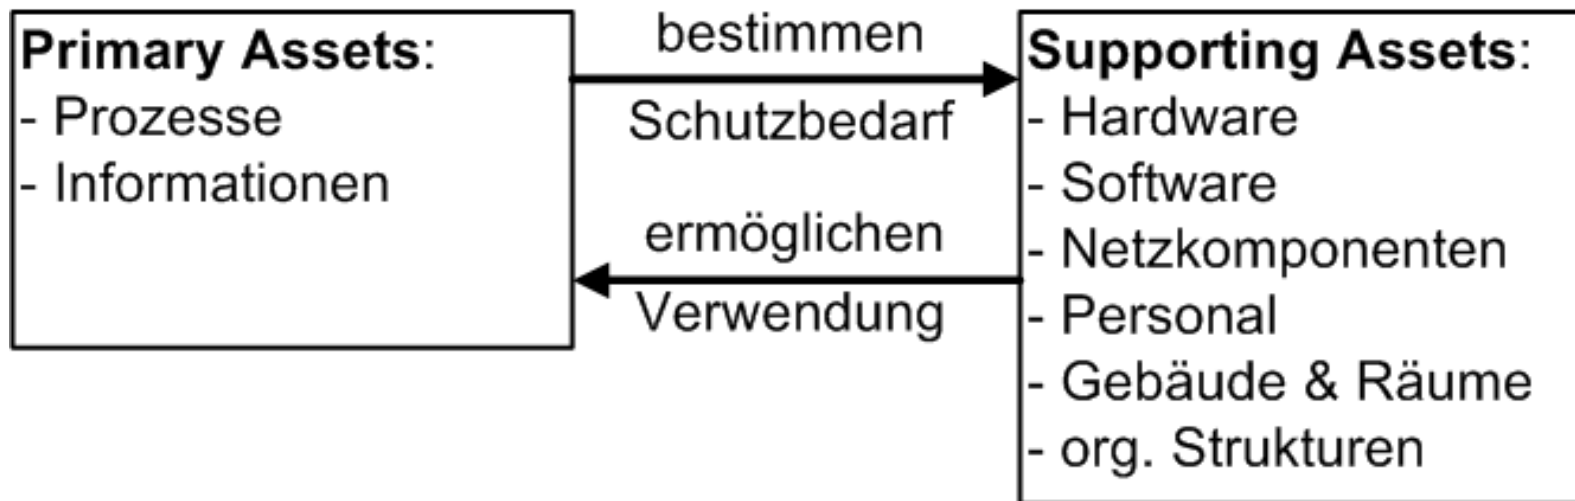 Primary Assets:
- Prozesse
- Informationen
bestimmen
Schutzbedarf
ermöglichen
Verwendung
Supporting Assets:
- Hardware
- Software
- Netzkomponenten
- Personal
- Gebäude & Räume
- org. Strukturen